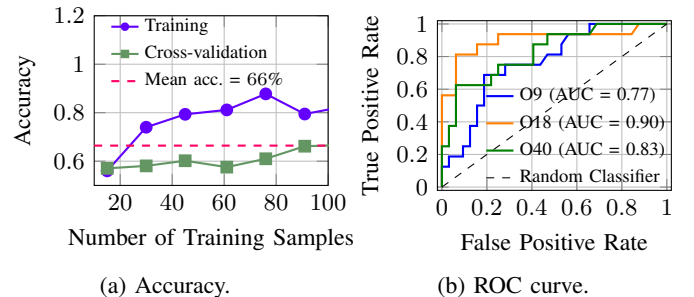 Training
Cross-validation
Mean acc. = 66%
1.2
1
0.8
0.6
Accuracy
20 40 60 80 100
Number of Training Samples
(a) Accuracy.
1
0.8
0.6
0.4
0.2
0
True Positive Rate
O9 (AUC = 0.77)
O18 (AUC = 0.90)
O40 (AUC = 0.83)
Random Classifier
0 0.2 0.4 0.6 0.8 1
False Positive Rate
(b) ROC curve.